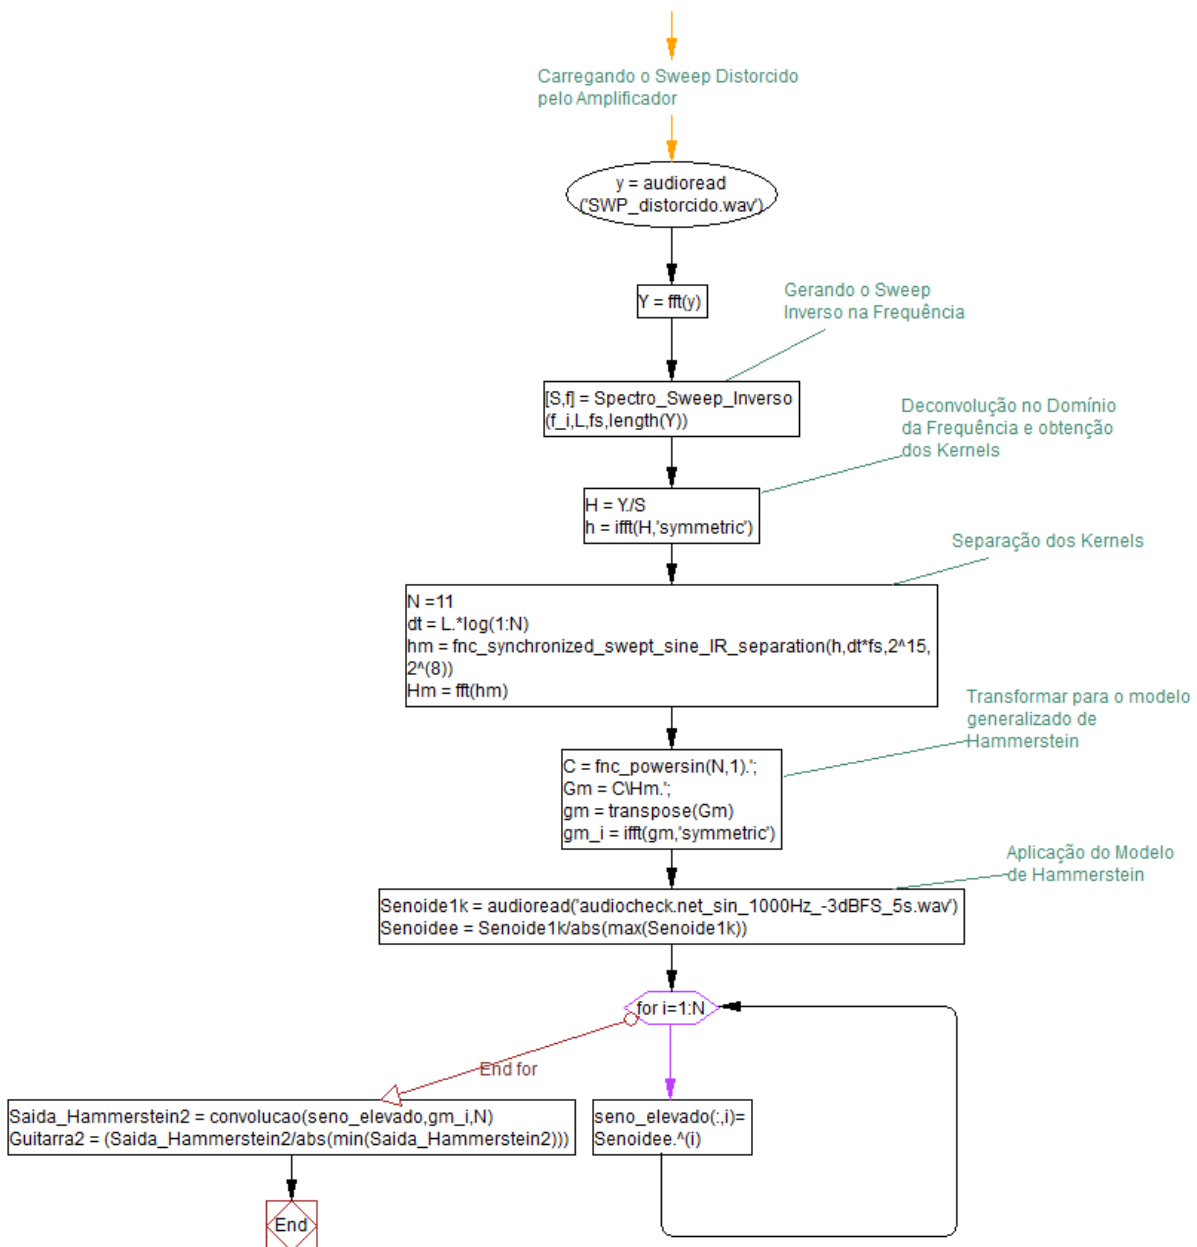 Carregando o Sweep Distorcido
pelo Amplificador
y = audioread
('SWP_distorcido.wav')
Y = fft(y)
Gerando o Sweep
Inverso na Frequência
[S,f] = Spectro_Sweep_Inverso
(f_i,L,fs,length(Y))
Deconvolução no Domínio
da Frequência e obtenção
dos Kernels
H = Y./S
h = ifft(H,'symmetric')
Separação dos Kernels
N =11
dt = L.*log(1:N)
hm = fnc_synchronized_swept_sine_IR_separation(h,dt*fs,2^15,
2^(8))
Hm = fft(hm)
Transformar para o modelo
generalizado de
Hammerstein
C = fnc_powersin(N,1).';
Gm = C\Hm.';
gm = transpose(Gm)
gm_i = ifft(gm,'symmetric')
Aplicação do Modelo
de Hammerstein
Senoide1k = audioread('audiocheck.net_sin_1000Hz_-3dBFS_5s.wav')
Senoidee = Senoide1k/abs(max(Senoide1k))
for i=1:N
End for
Saida_Hammerstein2 = convolucao(seno_elevado,gm_i,N)
Guitarra2 = (Saida_Hammerstein2/abs(min(Saida_Hammerstein2)))
seno_elevado(:,i)=
Senoidee.^(i)
End